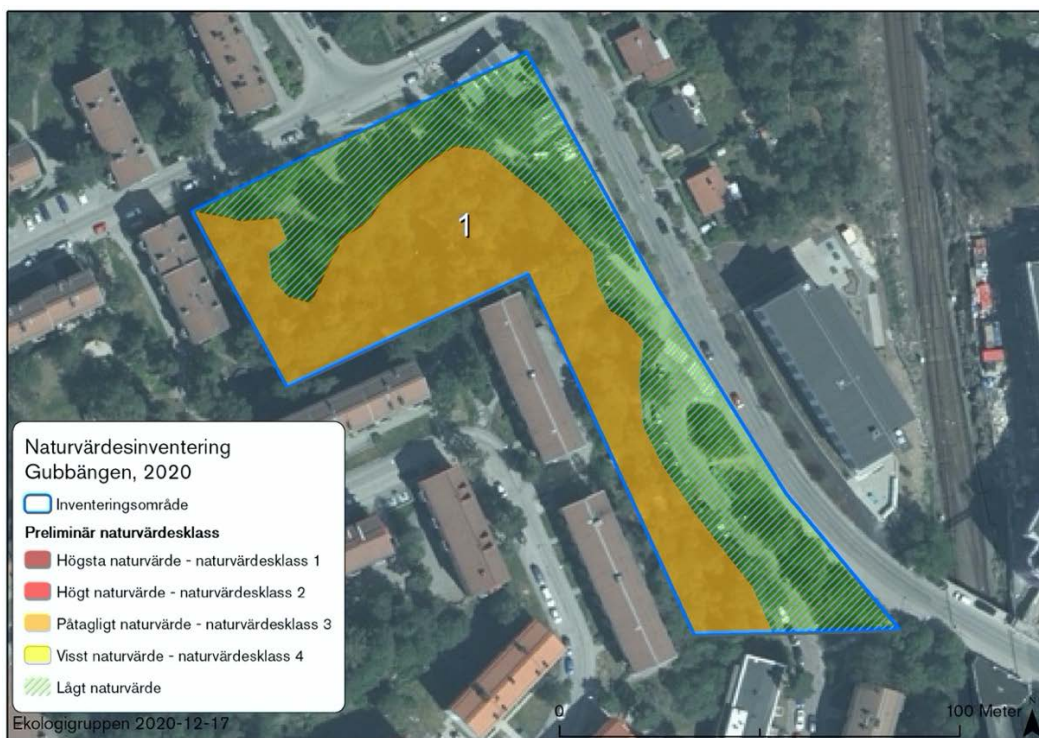 1
Naturvärdesinventering
Gubbängen, 2020
Inventeringsområde
Preliminär naturvärdesklass
Högsta naturvärde - naturvärdesklass 1
Högt naturvärde - naturvärdesklass 2
Påtagligt naturvärde - naturvärdesklass 3
Visst naturvärde - naturvärdesklass 4
Lågt naturvärde
Ekologigruppen 2020-12-17
0
100 Meter
N